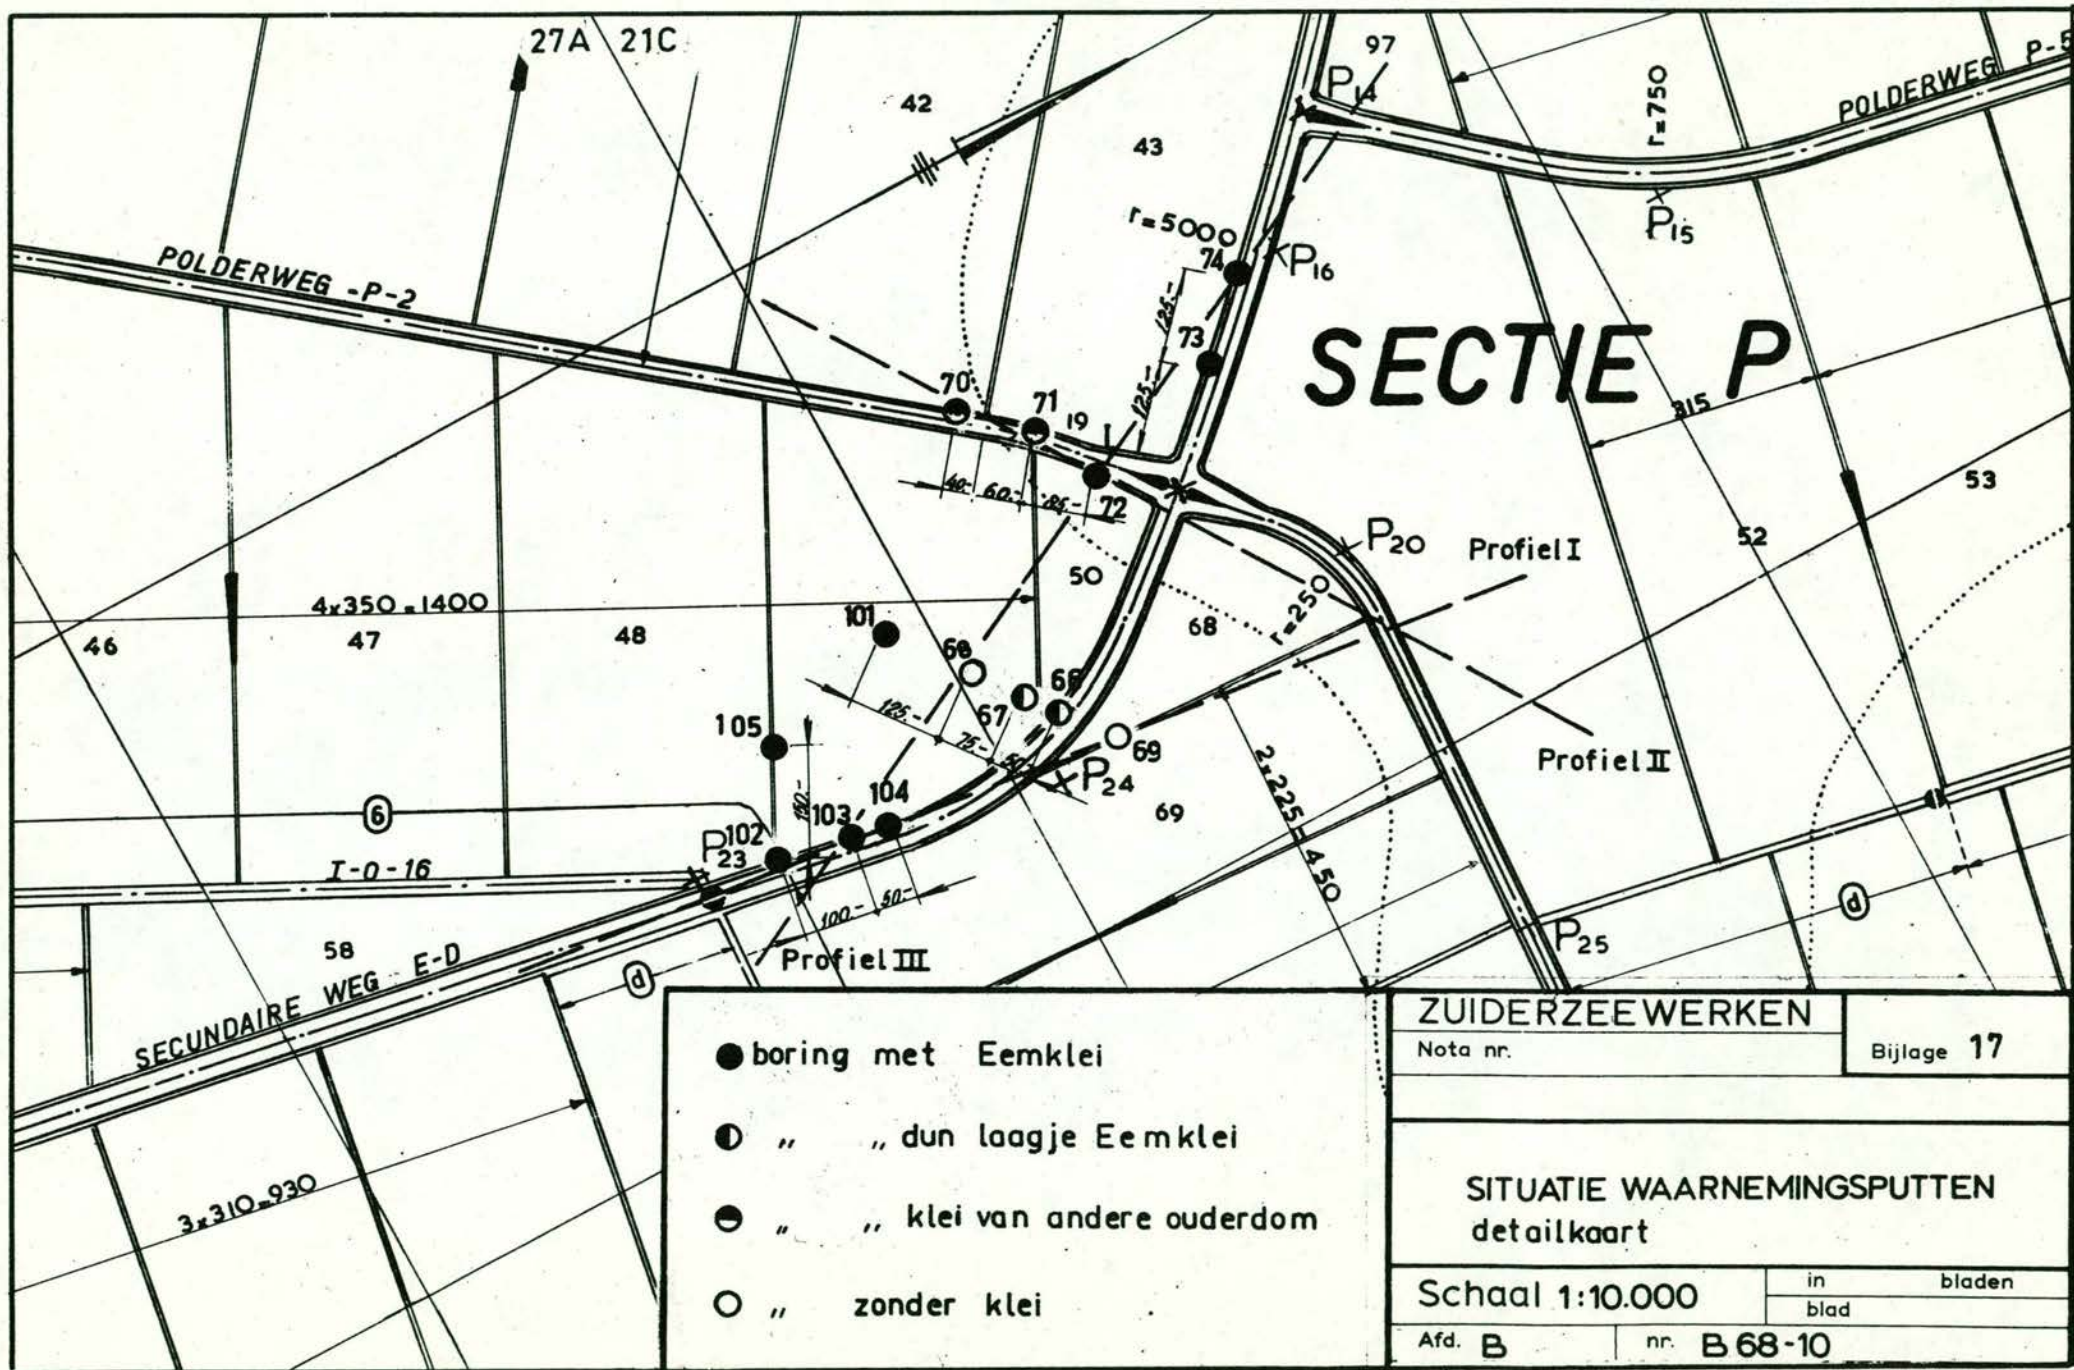 27A 21C
42
97
P14
r=750
POLDERWEG P-5
43
r=5000
P15
POLDERWEG -P-2
74
P16
125.-
73
SECTIE P
125.-
70
71
19
315
40.- 60.- 85.-
72
53
P20
52
Profiel I
50
4x350=1400
r=250
101
46
47
48
68
68
66
67
125.-
75.-
50.-
105
69
P24
Profiel II
2x225=450
150.-
104
103
69
6
102
P23
I-O-16
100.- 50.-
d
P25
58
Profiel III
d
SECUNDAIRE WEG E-D
3x310=930
boring met Eemklei
„ „ dun laagje Eemklei
„ „ klei van andere ouderdom
„ zonder klei
ZUIDERZEEWERKEN
Nota nr.
Bijlage 17
SITUATIE WAARNEMINGSPUTTEN
detailkaart
Schaal 1:10.000
in bladen
blad
Afd. B
nr. B 68-10